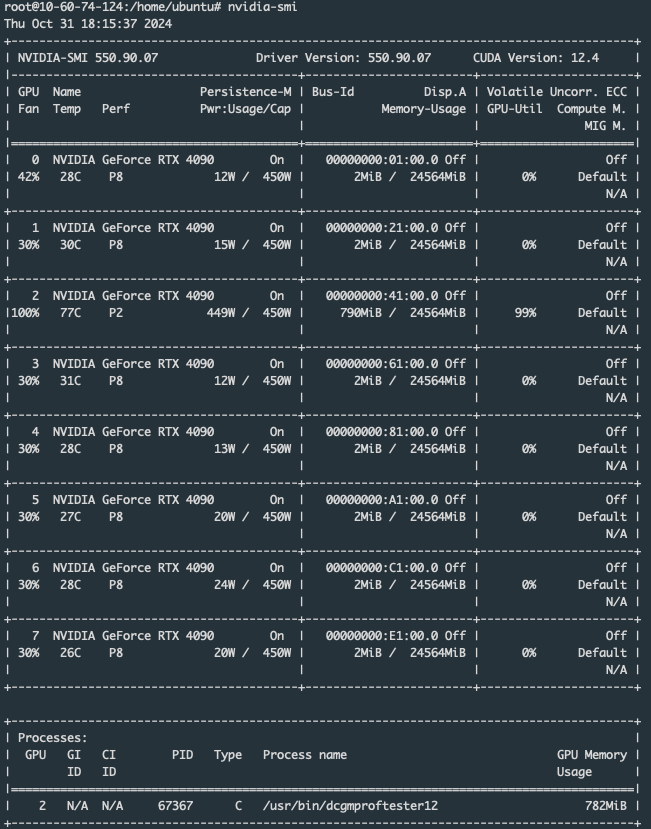 root@10-60-74-124:/home/ubuntu# nvidia-smi
Thu Oct 31 18:15:37 2024
+-----------------------------------------------------------------------------------------+
| NVIDIA-SMI 550.90.07              Driver Version: 550.90.07      CUDA Version: 12.4     |
|-----------------------------------------+------------------------+----------------------+
| GPU  Name                 Persistence-M | Bus-Id          Disp.A | Volatile Uncorr. ECC |
| Fan  Temp   Perf          Pwr:Usage/Cap |           Memory-Usage | GPU-Util  Compute M. |
|                                         |                        |               MIG M. |
|=========================================+========================+======================|
|   0  NVIDIA GeForce RTX 4090        On  |   00000000:01:00.0 Off |                  Off |
| 42%   28C    P8             12W /  450W |       2MiB /  24564MiB |      0%      Default |
|                                         |                        |                  N/A |
+-----------------------------------------+------------------------+----------------------+
|   1  NVIDIA GeForce RTX 4090        On  |   00000000:21:00.0 Off |                  Off |
| 30%   30C    P8             15W /  450W |       2MiB /  24564MiB |      0%      Default |
|                                         |                        |                  N/A |
+-----------------------------------------+------------------------+----------------------+
|   2  NVIDIA GeForce RTX 4090        On  |   00000000:41:00.0 Off |                  Off |
|100%   77C    P2            449W /  450W |     790MiB /  24564MiB |     99%      Default |
|                                         |                        |                  N/A |
+-----------------------------------------+------------------------+----------------------+
|   3  NVIDIA GeForce RTX 4090        On  |   00000000:61:00.0 Off |                  Off |
| 30%   31C    P8             12W /  450W |       2MiB /  24564MiB |      0%      Default |
|                                         |                        |                  N/A |
+-----------------------------------------+------------------------+----------------------+
|   4  NVIDIA GeForce RTX 4090        On  |   00000000:81:00.0 Off |                  Off |
| 30%   28C    P8             13W /  450W |       2MiB /  24564MiB |      0%      Default |
|                                         |                        |                  N/A |
+-----------------------------------------+------------------------+----------------------+
|   5  NVIDIA GeForce RTX 4090        On  |   00000000:A1:00.0 Off |                  Off |
| 30%   27C    P8             20W /  450W |       2MiB /  24564MiB |      0%      Default |
|                                         |                        |                  N/A |
+-----------------------------------------+------------------------+----------------------+
|   6  NVIDIA GeForce RTX 4090        On  |   00000000:C1:00.0 Off |                  Off |
| 30%   28C    P8             24W /  450W |       2MiB /  24564MiB |      0%      Default |
|                                         |                        |                  N/A |
+-----------------------------------------+------------------------+----------------------+
|   7  NVIDIA GeForce RTX 4090        On  |   00000000:E1:00.0 Off |                  Off |
| 30%   26C    P8             20W /  450W |       2MiB /  24564MiB |      0%      Default |
|                                         |                        |                  N/A |
+-----------------------------------------+------------------------+----------------------+

+-----------------------------------------------------------------------------------------+
| Processes:                                                                              |
|  GPU   GI   CI        PID   Type   Process name                              GPU Memory |
|        ID   ID                                                               Usage      |
|=========================================================================================|
|    2   N/A  N/A     67367      C   /usr/bin/dcgmproftester12                     782MiB |
+-----------------------------------------------------------------------------------------+